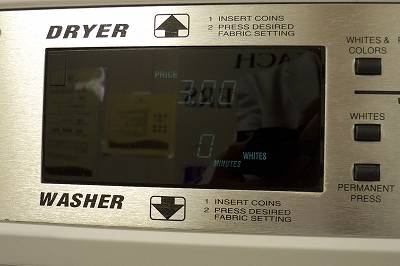 DRYER
1 INSERT COINS
2 PRESS DESIRED
FABRIC SETTING
WHITES &
COLORS
PRICE
3.00
0
MINUTES WHITES
WHITES
PERMANENT
PRESS
WASHER
1 INSERT COINS
2 PRESS DESIRED
FABRIC SETTING